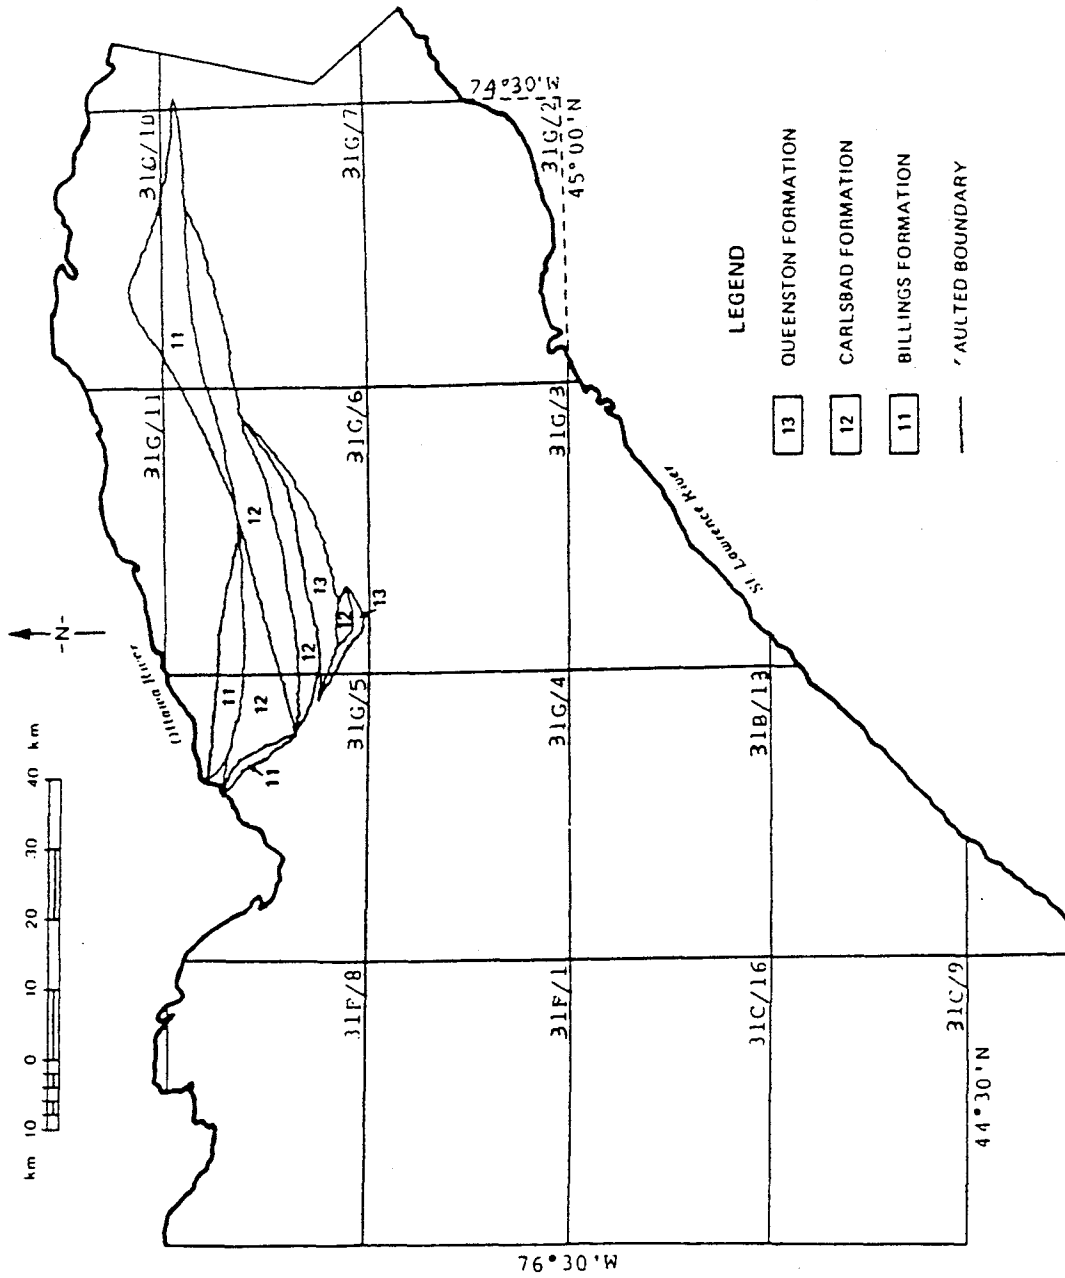 km 10 0 10 20 30 40 km
-N-
Ottawa River
31G/11
31C/10
31G/5
31G/6
31G/7
31F/8
31F/1
31G/4
31G/3
31G/2
31C/16
31B/13
31C/9
11
11
11
12
12
12
12
13
13
74°30'W
45°00'N
76°30'W
44°30'N
St. Lawrence River
LEGEND
13 QUEENSTON FORMATION
12 CARLSBAD FORMATION
11 BILLINGS FORMATION
'AULTED BOUNDARY